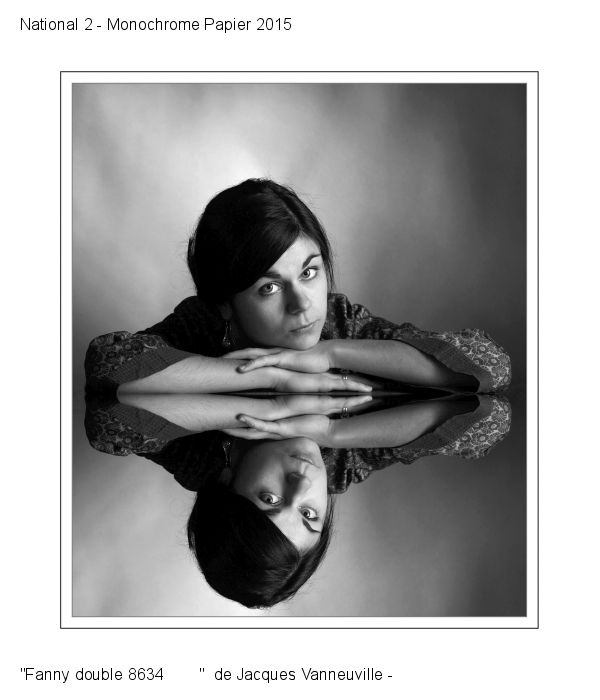 National 2 - Monochrome Papier 2015
"Fanny double 8634 " de Jacques Vanneuville -